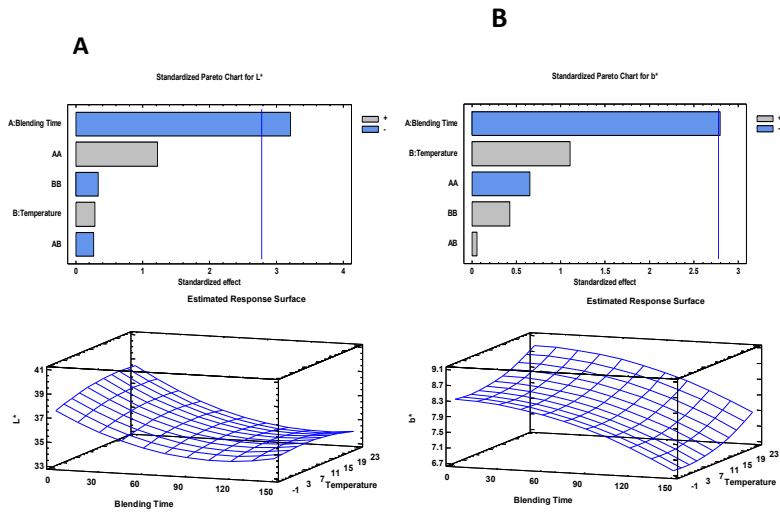 A
Standardized Pareto Chart for L*
A:Blending Time
AA
BB
B:Temperature
AB
+
-
0 1 2 3 4
Standardized effect
Estimated Response Surface
41
39
37
35
33
L*
0 30 60 90 120 150
Blending Time
-1 3 7 11 15 19 23
Temperature
B
Standardized Pareto Chart for b*
A:Blending Time
B:Temperature
AA
BB
AB
+
-
0 0.5 1 1.5 2 2.5 3
Standardized effect
Estimated Response Surface
9.1
8.7
8.3
7.9
7.5
7.1
6.7
b*
0 30 60 90 120 150
Blending Time
-1 3 7 11 15 19 23
Temperature